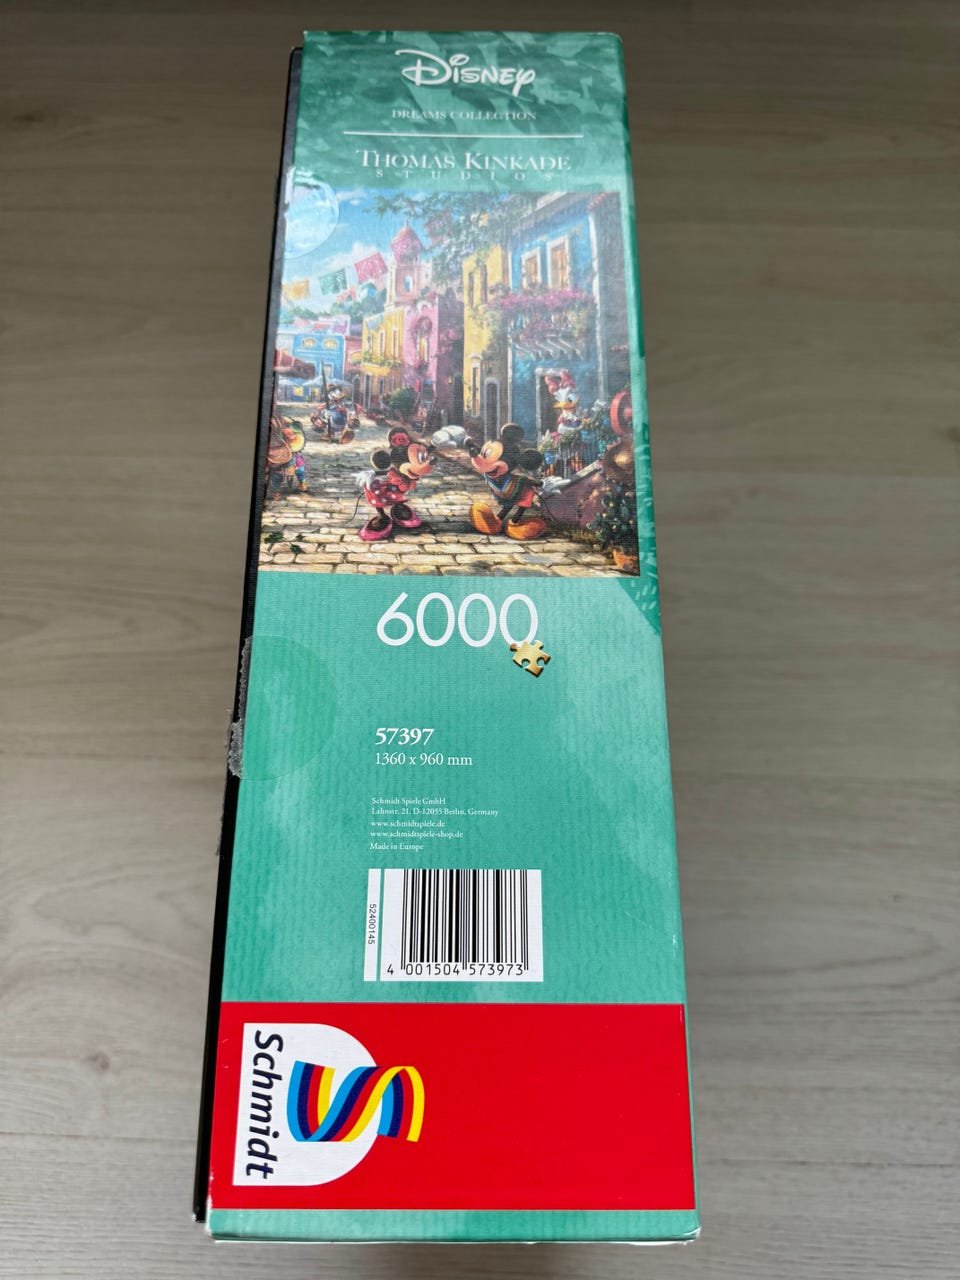 Disney
DREAMS COLLECTION
THOMAS KINKADE
STUDIOS
6000
57397
1360 x 960 mm
Schmidt Spiele GmbH
Lahnstr. 21, D-12055 Berlin, Germany
www.schmidtspiele.de
www.schmidtspiele-shop.de
Made in Europe
52400145
4 001504 573973
Schmidt